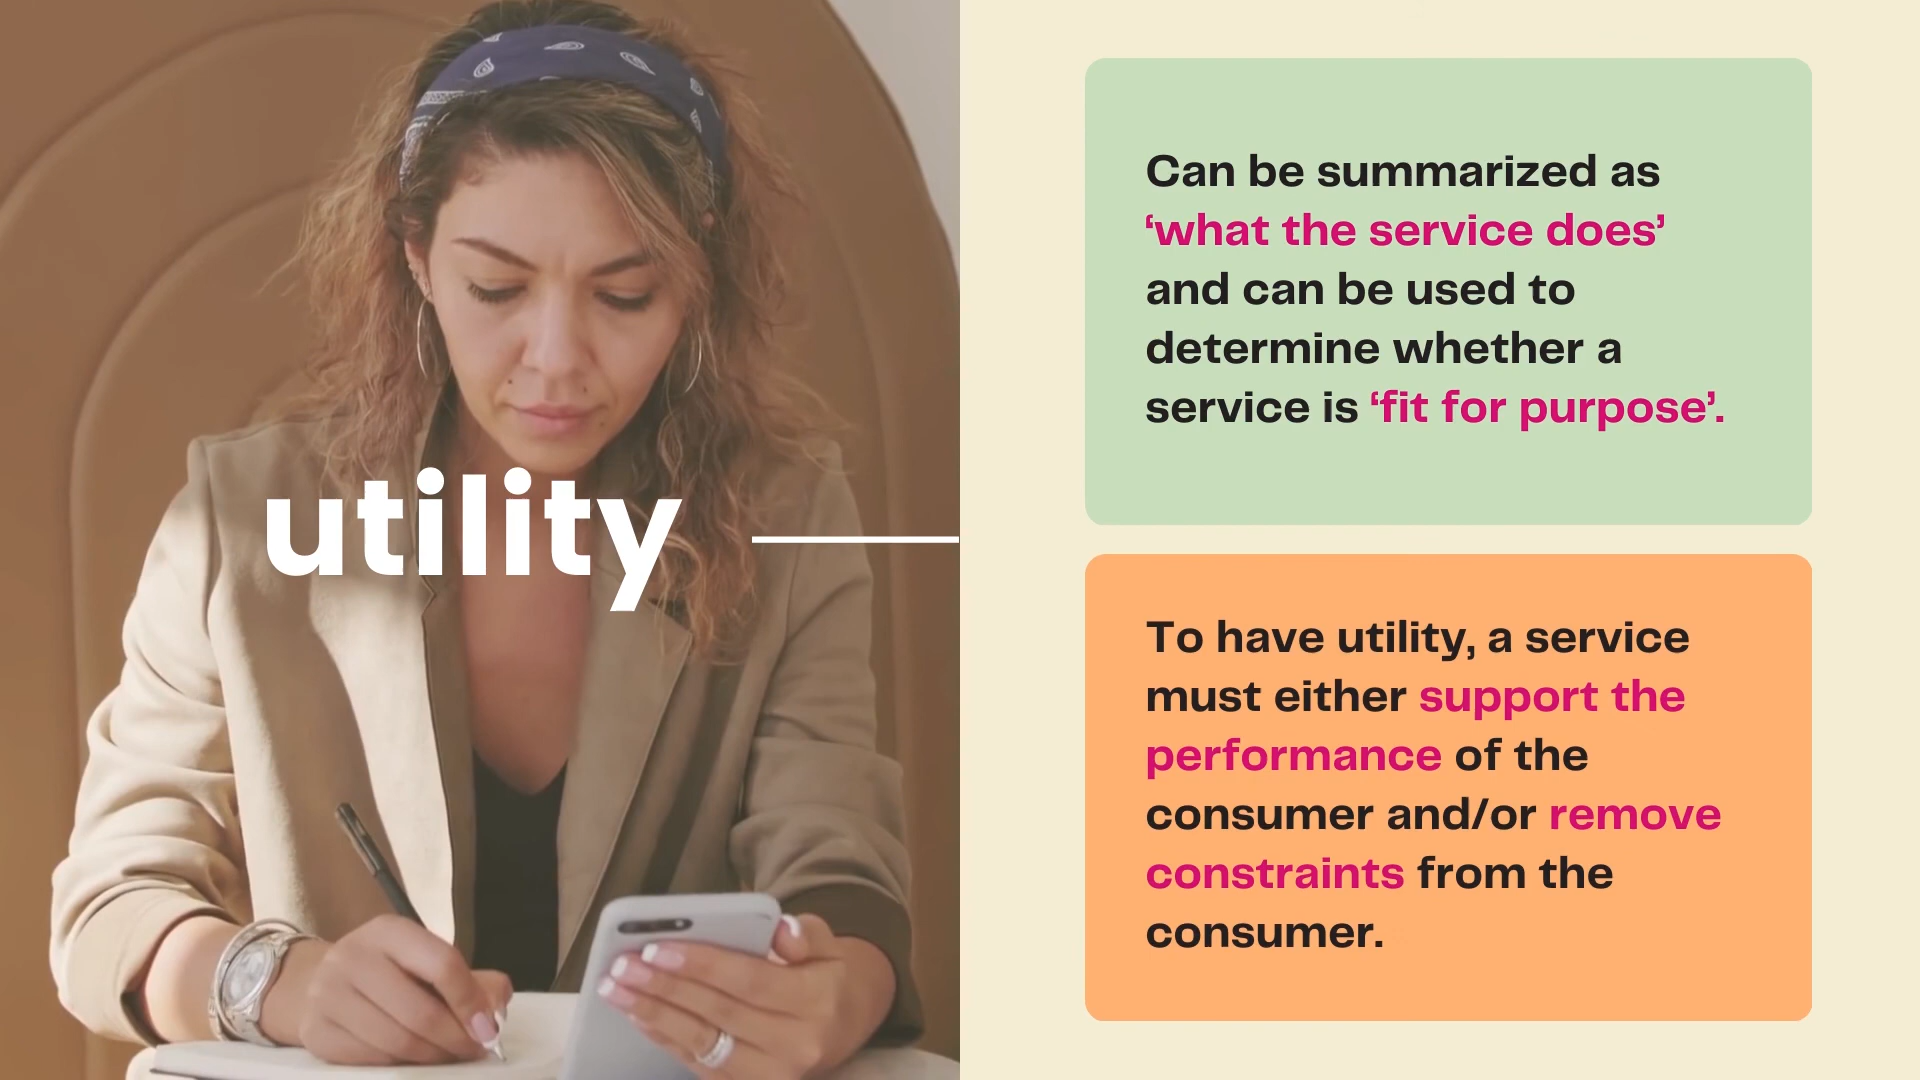 utility
Can be summarized as
‘what the service does’
and can be used to
determine whether a
service is ‘fit for purpose’.
To have utility, a service
must either support the
performance of the
consumer and/or remove
constraints from the
consumer.